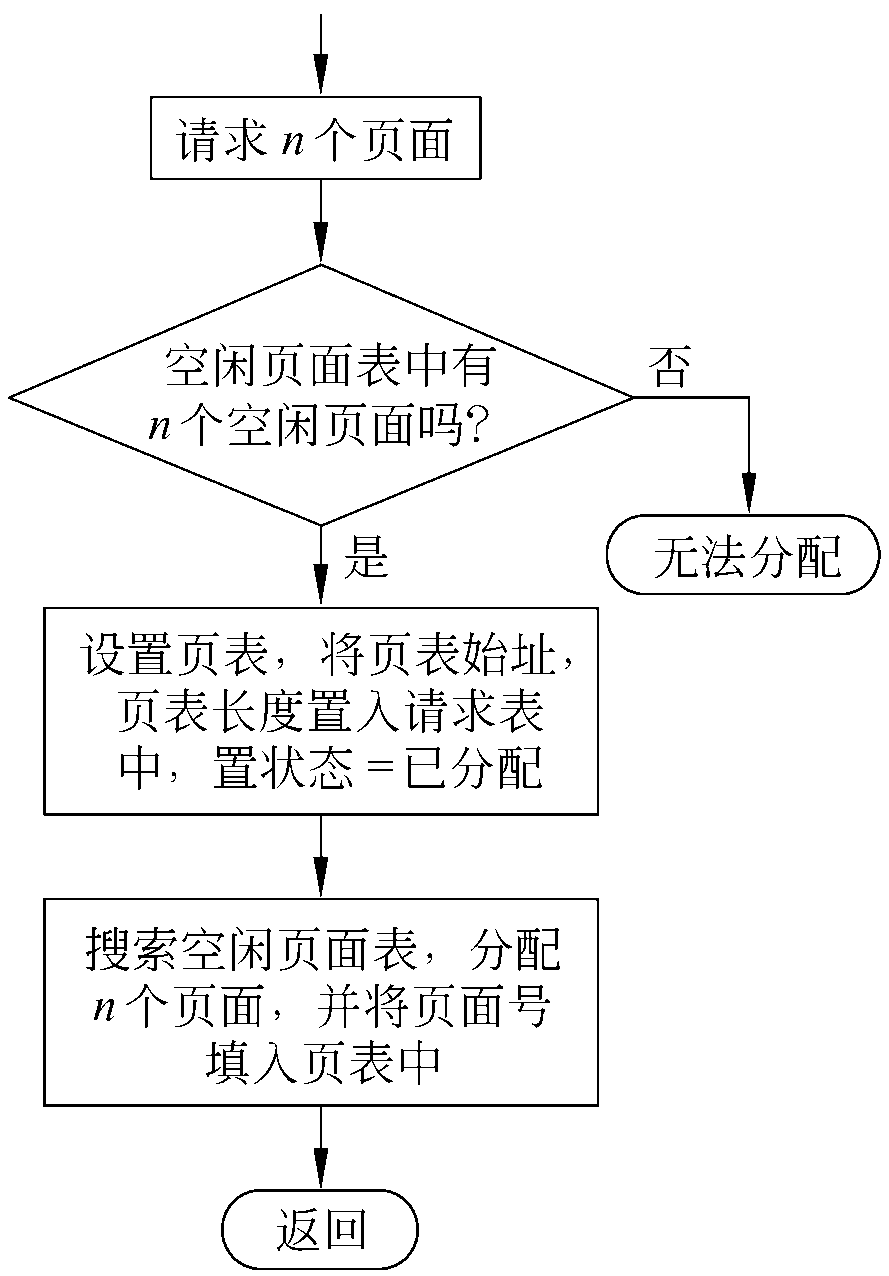 请求 n 个页面
空闲页面表中有
n 个空闲页面吗?
否
是
无法分配
设置页表，将页表始址，
页表长度置入请求表
中，置状态＝已分配
搜索空闲页面表，分配
n 个页面，并将页面号
填入页表中
返回